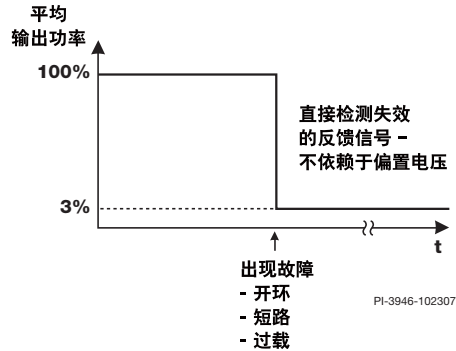 平均
输出功率
100%
直接检测失效
的反馈信号 –
不依赖于偏置电压
3%
t
出现故障
- 开环
- 短路
- 过载
PI-3946-102307